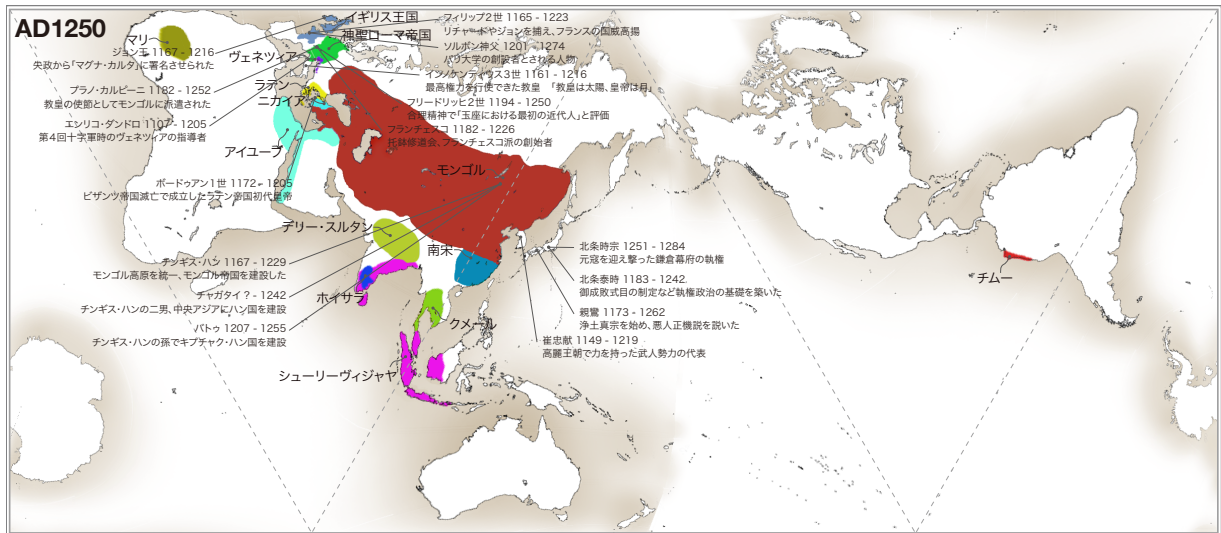 AD1250
イギリス王国
フィリップ2世 1165 - 1223
リチャードやジョンを捕え、フランスの国威高揚
マリ
神聖ローマ帝国
ジョン王 1167 - 1216
央政から「マグナ・カルタ」に署名させられた
ソルボン神父 1201 - 1274
パリ大学の創設者とされる人物
ヴェネツィア
インノケンティウス3世 1161 - 1216
最高権力を行使できた教皇　「教皇は太陽、皇帝は月」
プラノ・カルピーニ 1182 - 1252
教皇の使節としてモンゴルに派遣された
ラテン
ニカイア
フリードリッヒ2世 1194 - 1250
合理精神で「玉座における最初の近代人」と評価
エンリコ・ダンドロ 1107 - 1205
第4回十字軍時のヴェネツィアの指導者
フランチェスコ 1182 - 1226
托鉢修道会、フランチェスコ派の創始者
アイユーブ
モンゴル
ボードゥアン1世 1172 - 1205
ビザンツ帝国滅亡で成立したラテン帝国初代皇帝
デリー・スルタン
南宋
北条時宗 1251 - 1284
元寇を迎え撃った鎌倉幕府の執権
チンギス・ハン 1167 - 1229
モンゴル高原を統一、モンゴル帝国を建設した
北条泰時 1183 - 1242
御成敗式目の制定など執権政治の基礎を築いた
チムー
チャガタイ ? - 1242
チンギス・ハンの二男、中央アジアにハン国を建設
ホイサラ
親鸞 1173 - 1262
浄土真宗を始め、悪人正機説を説いた
バトゥ 1207 - 1255
チンギス・ハンの孫でキプチャク・ハン国を建設
クメール
崔忠献 1149 - 1219
高麗王朝で力を持った武人勢力の代表
シューリーヴィジャヤ